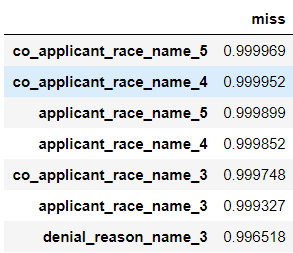 miss
co_applicant_race_name_5 0.999969
co_applicant_race_name_4 0.999952
applicant_race_name_5 0.999899
applicant_race_name_4 0.999852
co_applicant_race_name_3 0.999748
applicant_race_name_3 0.999327
denial_reason_name_3 0.996518